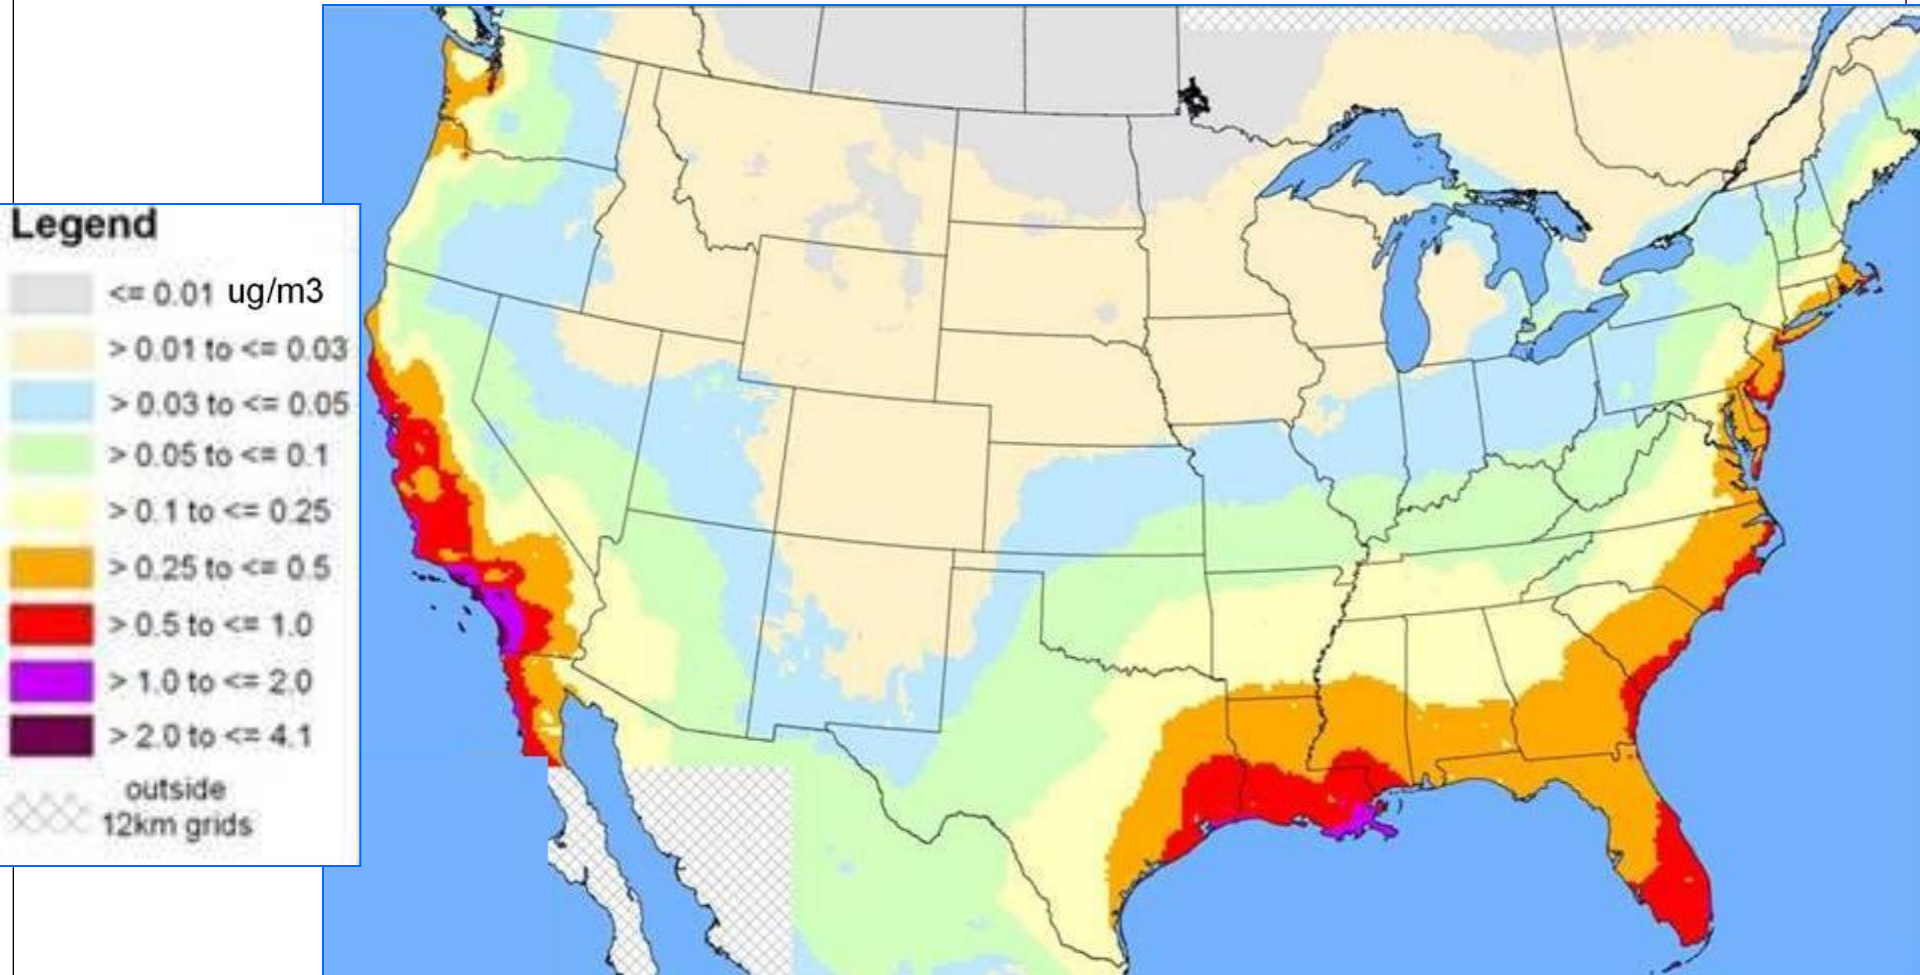 Legend
<= 0.01 ug/m3
> 0.01 to <= 0.03
> 0.03 to <= 0.05
> 0.05 to <= 0.1
> 0.1 to <= 0.25
> 0.25 to <= 0.5
> 0.5 to <= 1.0
> 1.0 to <= 2.0
> 2.0 to <= 4.1
outside
12km grids